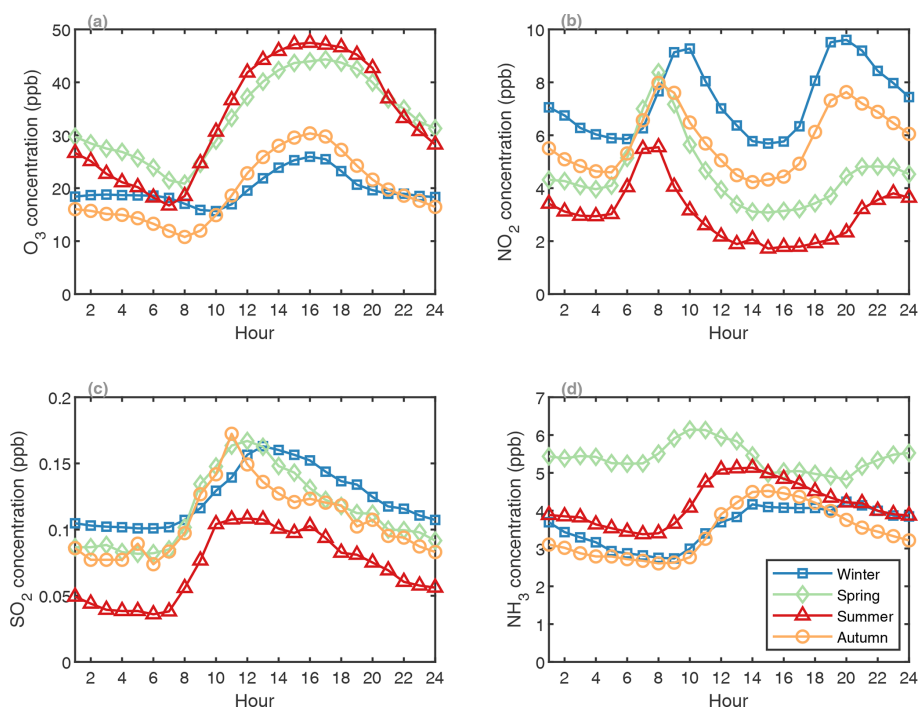 (a)
50
40
30
20
10
0
O3 concentration (ppb)
2 4 6 8 10 12 14 16 18 20 22 24
Hour
(b)
10
8
6
4
2
0
NO2 concentration (ppb)
2 4 6 8 10 12 14 16 18 20 22 24
Hour
(c)
0.2
0.15
0.1
0.05
0
SO2 concentration (ppb)
2 4 6 8 10 12 14 16 18 20 22 24
Hour
(d)
7
6
5
4
3
2
1
0
NH3 concentration (ppb)
Winter
Spring
Summer
Autumn
2 4 6 8 10 12 14 16 18 20 22 24
Hour